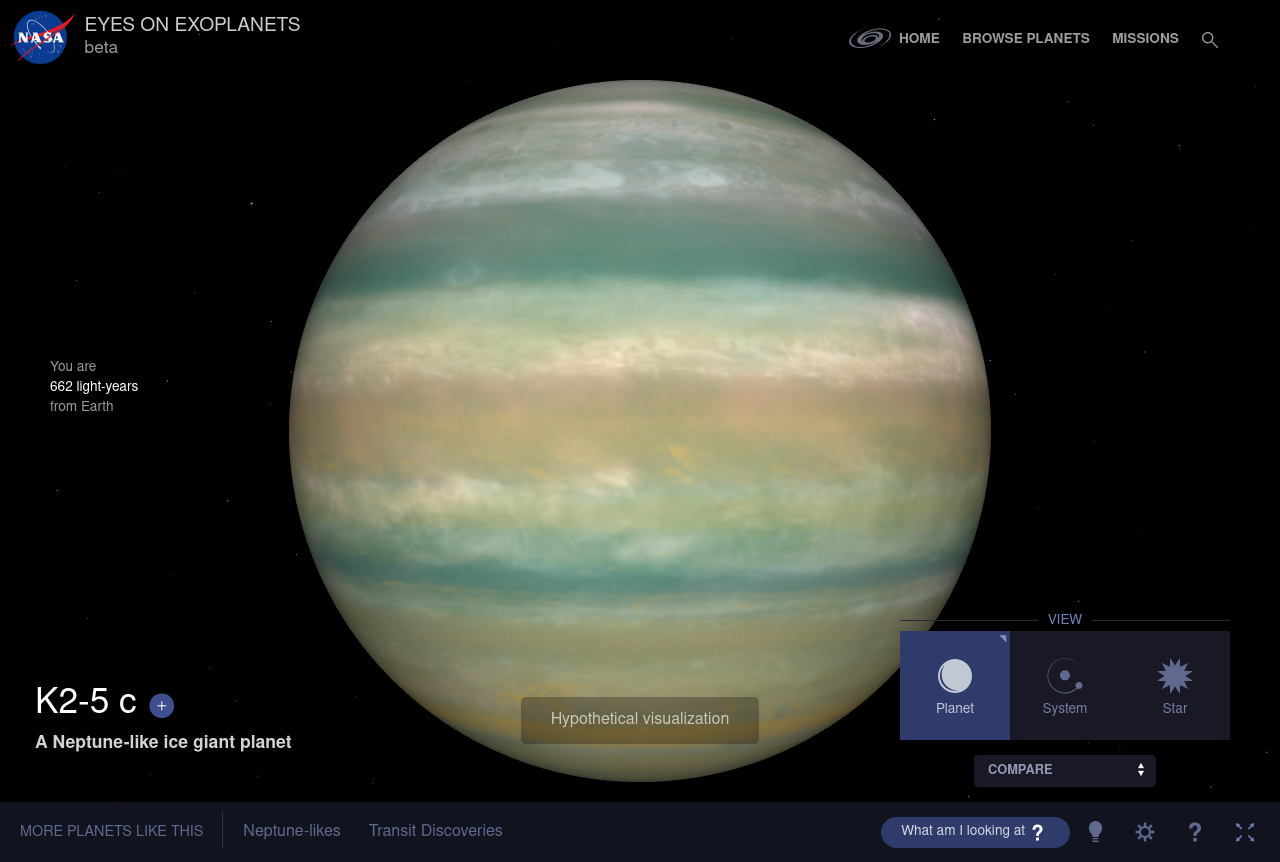 NASA
EYES ON EXOPLANETS
beta
HOME
BROWSE PLANETS
MISSIONS
You are
662 light-years
from Earth
K2-5 c +
A Neptune-like ice giant planet
Hypothetical visualization
VIEW
Planet
System
Star
COMPARE
MORE PLANETS LIKE THIS
Neptune-likes
Transit Discoveries
What am I looking at ?
?